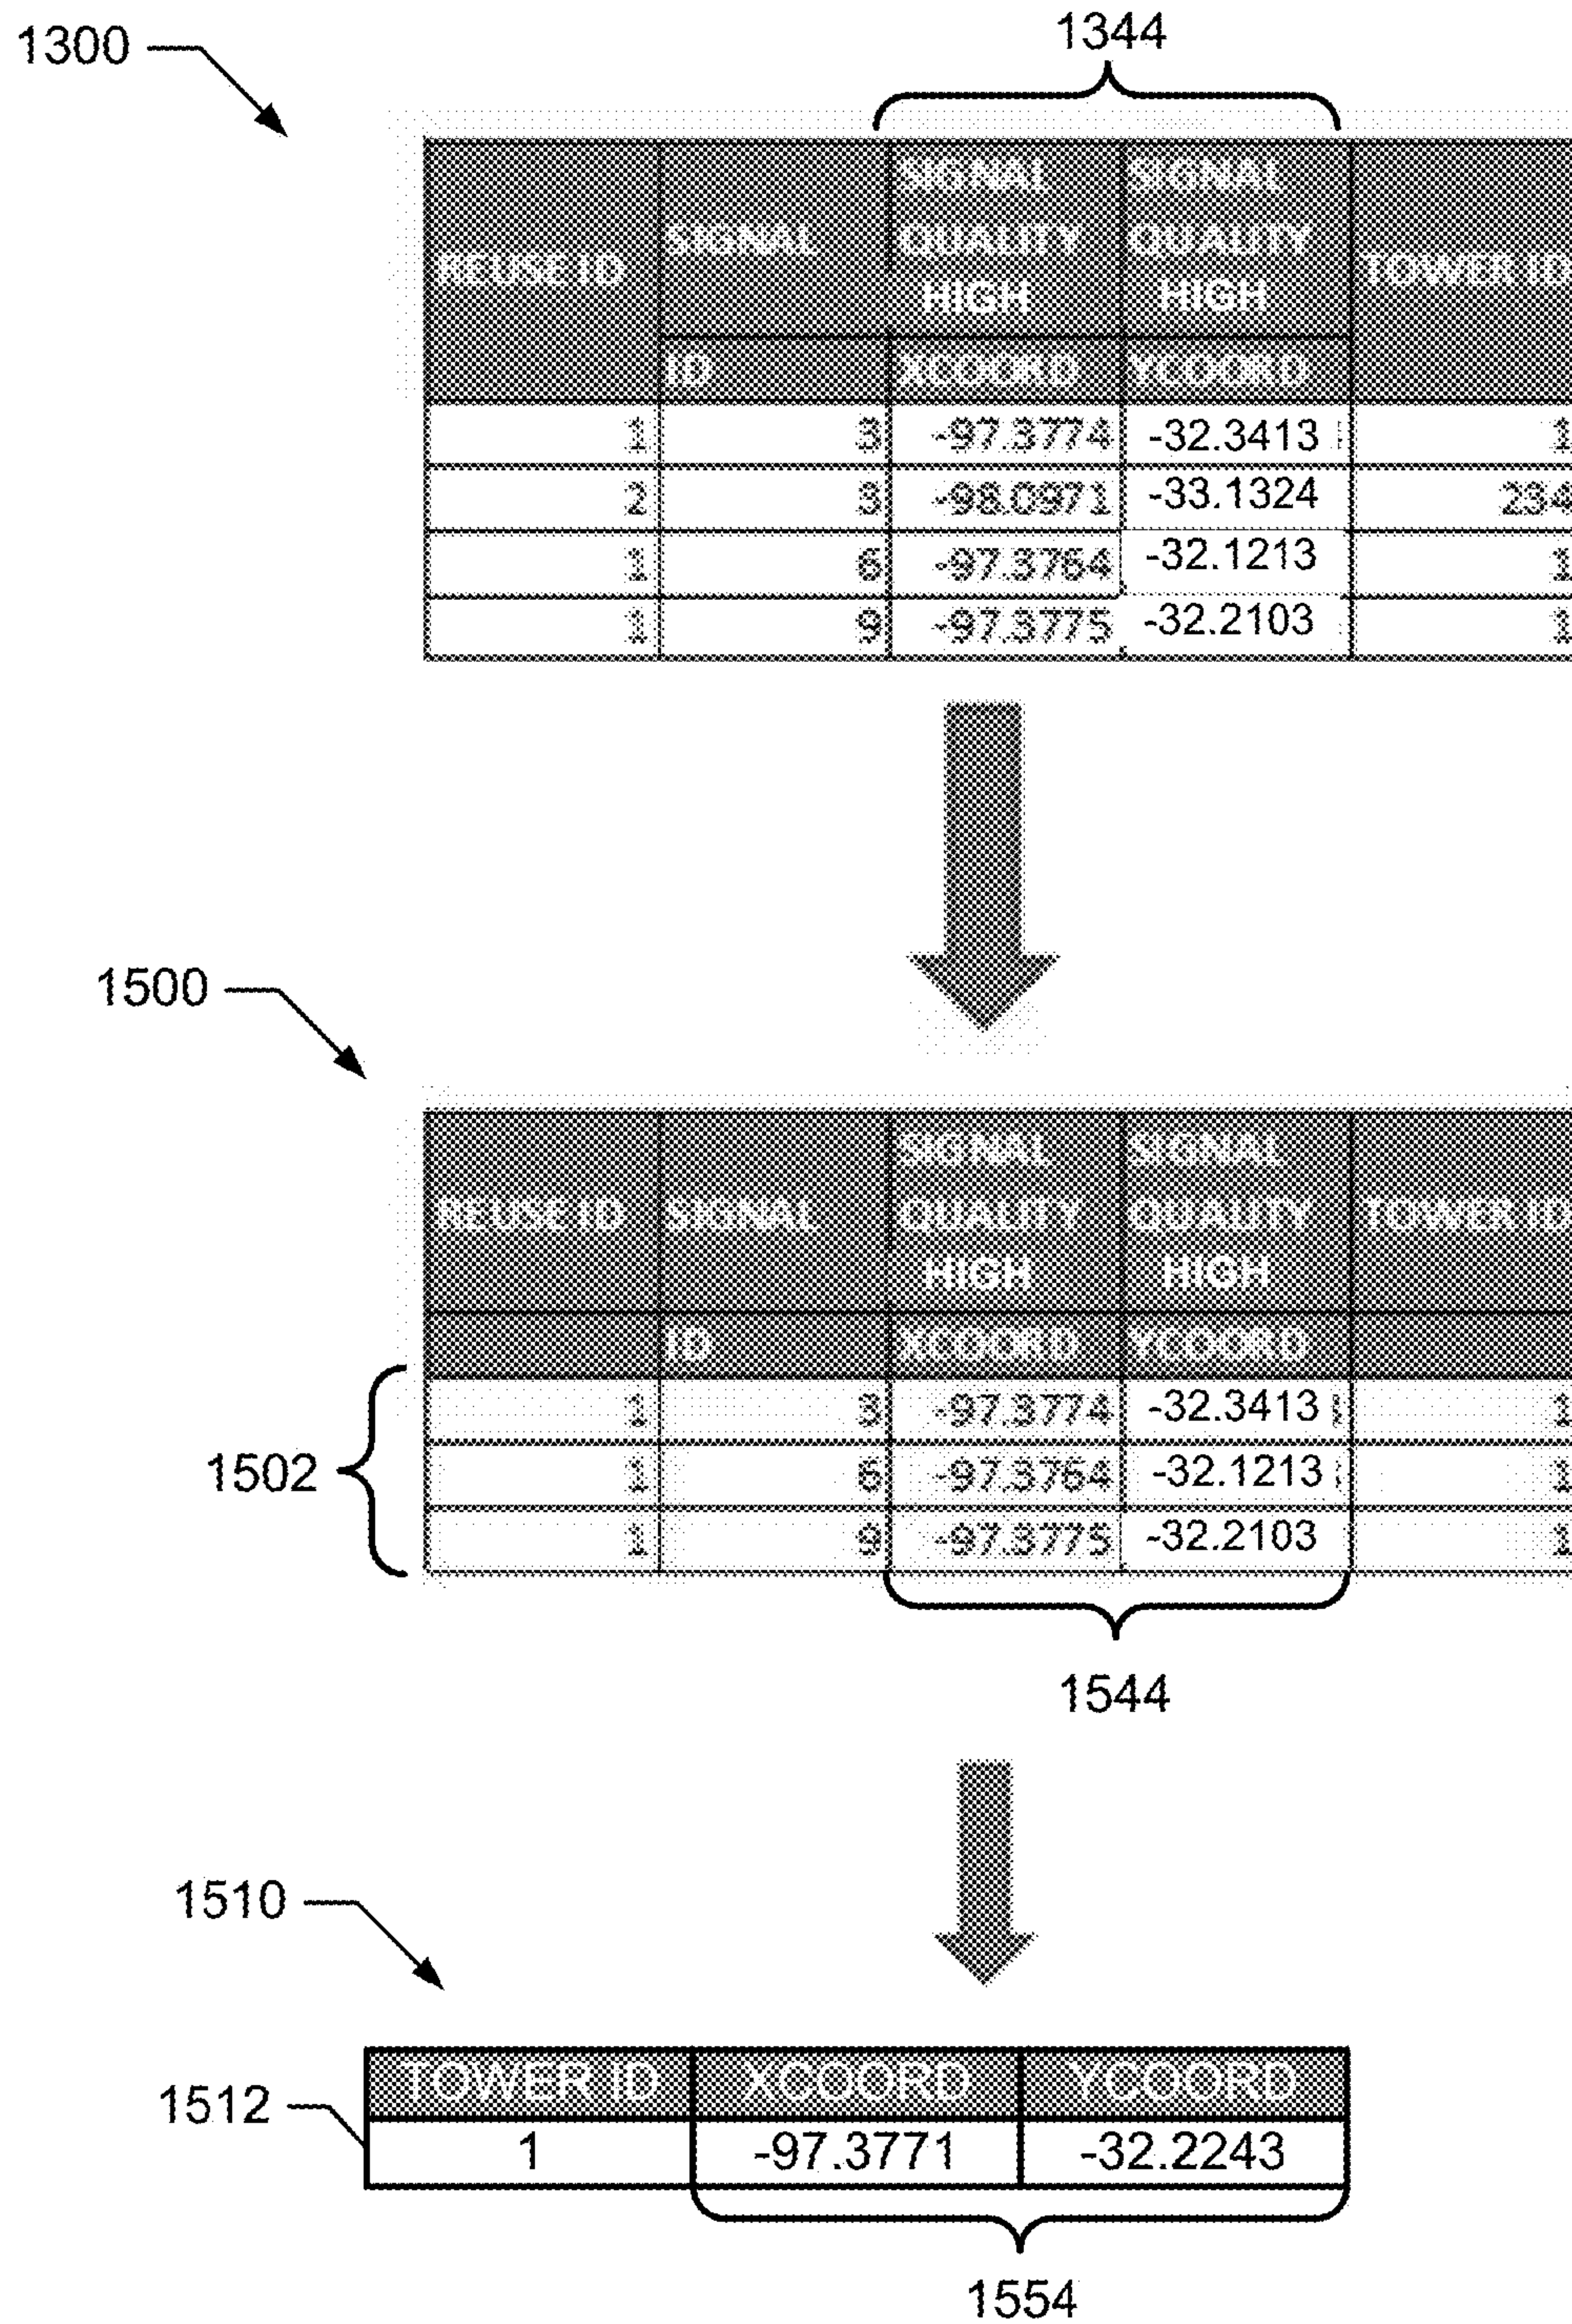 1300
1344
REUSE ID SIGNAL SIGNAL QUALITY HIGH SIGNAL QUALITY HIGH TOWER ID
ID XCOORD YCOORD
1 3 -97.3774 -32.3413 1
2 3 -98.0971 -33.1324 234
1 6 -97.3764 -32.1213 1
1 9 -97.3775 -32.2103 1
1500
REUSE ID SIGNAL SIGNAL QUALITY HIGH SIGNAL QUALITY HIGH TOWER ID
ID XCOORD YCOORD
1 3 -97.3774 -32.3413 1
1502
1 6 -97.3764 -32.1213 1
1 9 -97.3775 -32.2103 1
1544
1510
TOWER ID XCOORD YCOORD
1512
1 -97.3771 -32.2243
1554